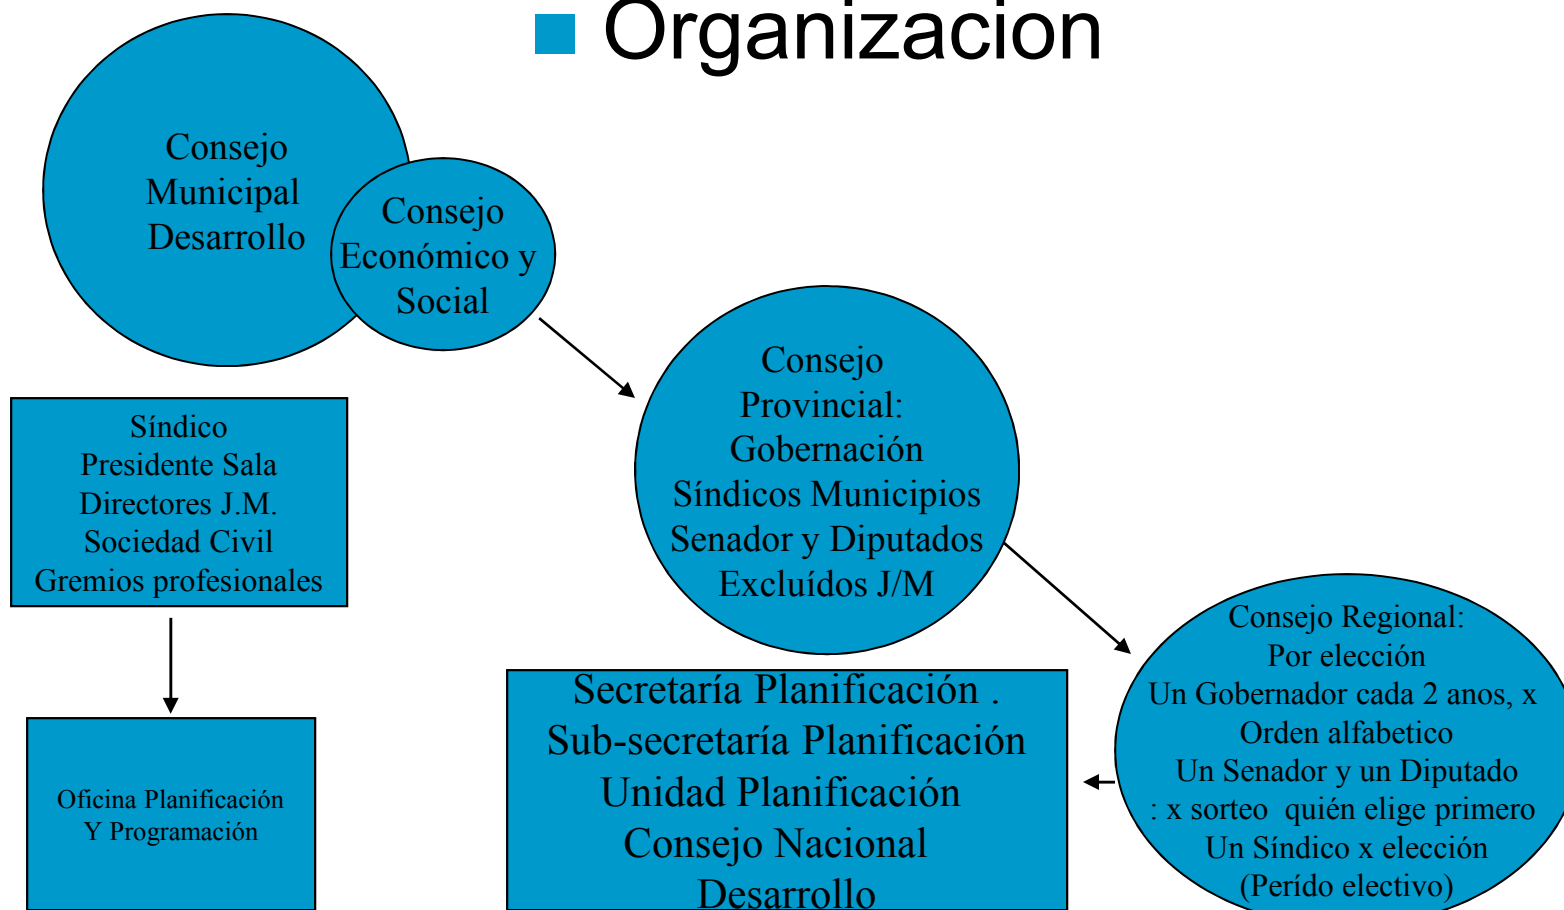 Organizacion
Consejo
Municipal
Desarrollo
Consejo
Económico y
Social
Consejo
Provincial:
Gobernación
Síndicos Municipios
Senador y Diputados
Excluídos J/M
Síndico
Presidente Sala
Directores J.M.
Sociedad Civil
Gremios profesionales
Consejo Regional:
Por elección
Un Gobernador cada 2 anos, x
Orden alfabetico
Un Senador y un Diputado
: x sorteo quién elige primero
Un Síndico x elección
(Perído electivo)
Secretaría Planificación .
Sub-secretaría Planificación
Unidad Planificación
Consejo Nacional
Desarrollo
Oficina Planificación
Y Programación